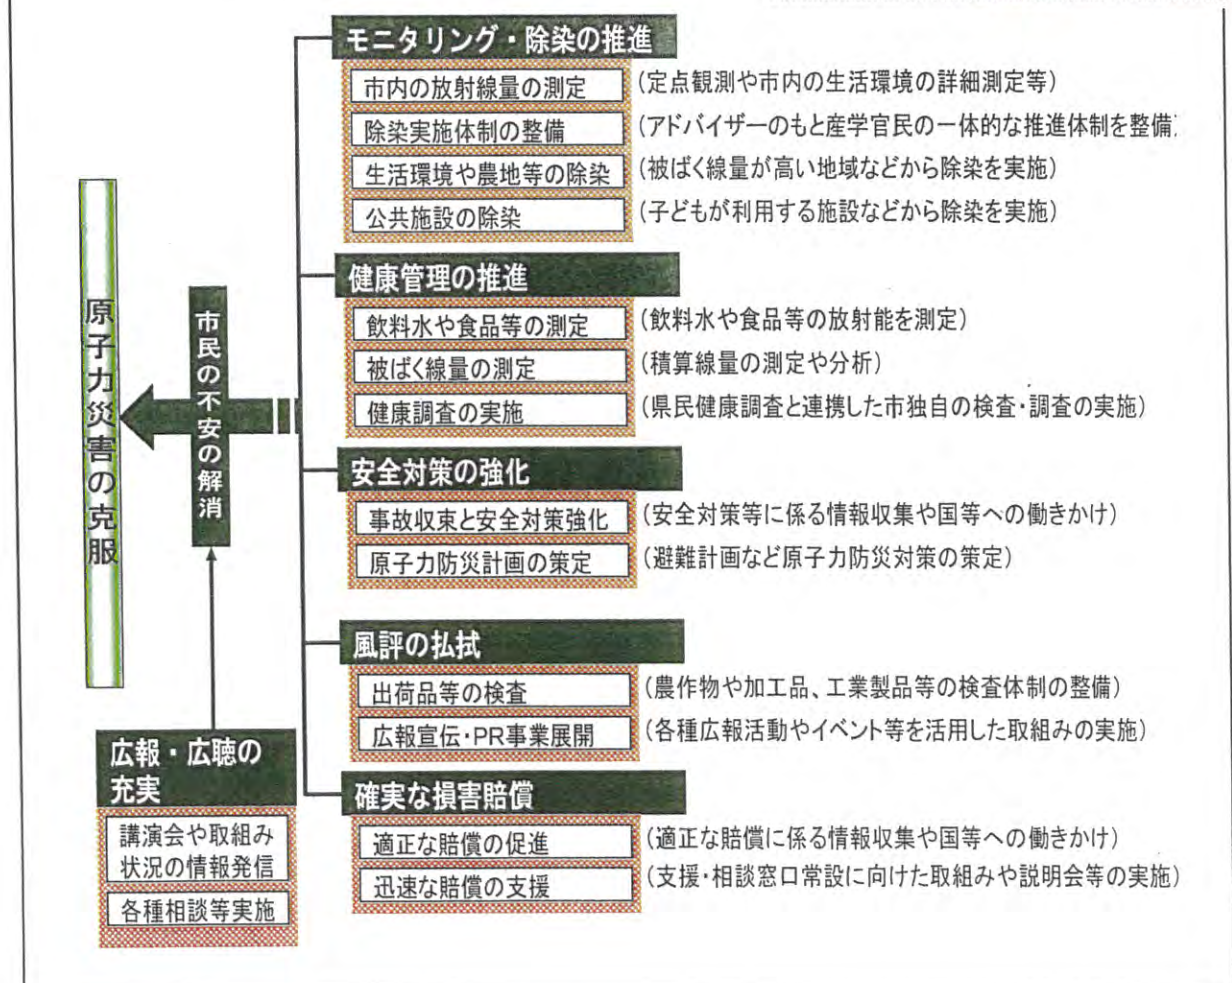 モニタリング・除染の推進
市内の放射線量の測定 (定点観測や市内の生活環境の詳細測定等)
除染実施体制の整備 (アドバイザーのもと産学官民の一体的な推進体制を整備)
生活環境や農地等の除染 (被ばく線量が高い地域などから除染を実施)
公共施設の除染 (子どもが利用する施設などから除染を実施)
健康管理の推進
飲料水や食品等の測定 (飲料水や食品等の放射能を測定)
被ばく線量の測定 (積算線量の測定や分析)
健康調査の実施 (県民健康調査と連携した市独自の検査・調査の実施)
安全対策の強化
事故収束と安全対策強化 (安全対策等に係る情報収集や国等への働きかけ)
原子力防災計画の策定 (避難計画など原子力防災対策の策定)
風評の払拭
出荷品等の検査 (農作物や加工品、工業製品等の検査体制の整備)
広報宣伝・PR事業展開 (各種広報活動やイベント等を活用した取組みの実施)
確実な損害賠償
適正な賠償の促進 (適正な賠償に係る情報収集や国等への働きかけ)
迅速な賠償の支援 (支援・相談窓口常設に向けた取組みや説明会等の実施)
市民の不安の解消
原子力災害の克服
広報・広聴の
充実
講演会や取組み
状況の情報発信
各種相談等実施